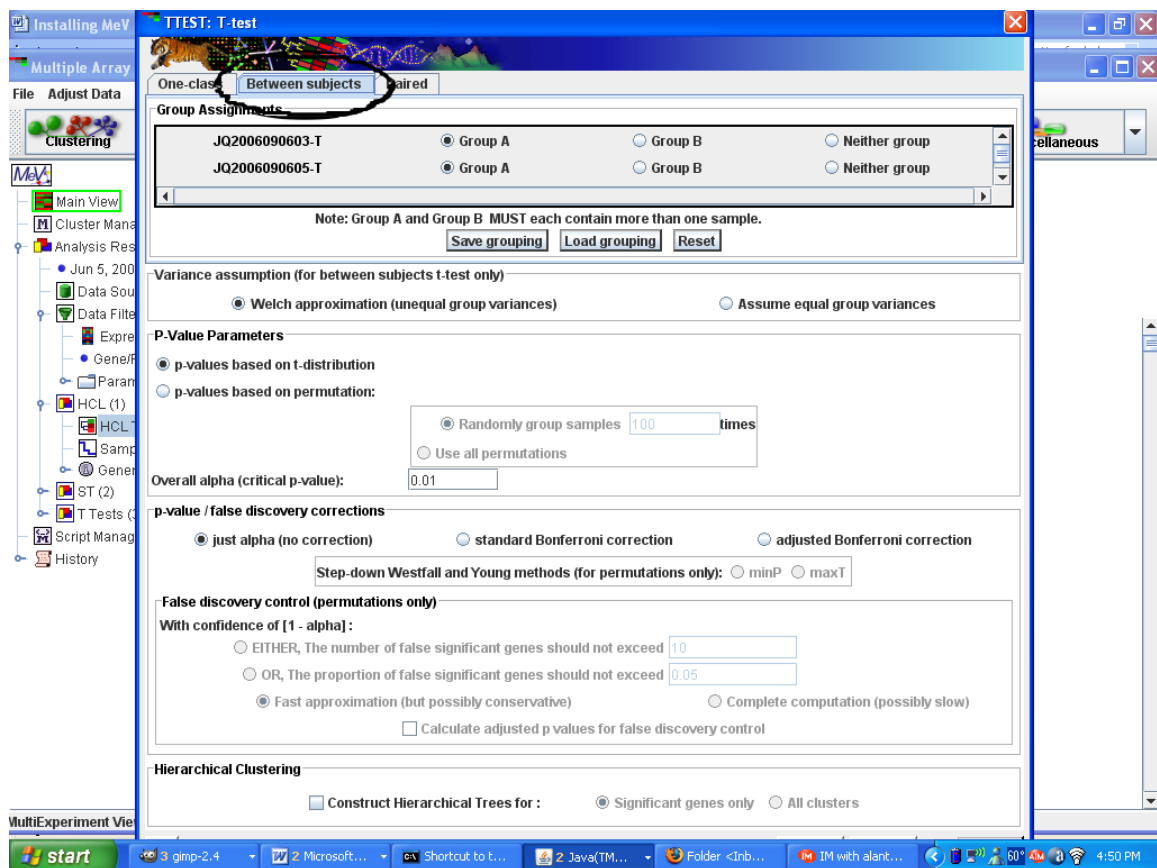 Installing MeV
TTEST: T-test
Multiple Array
File Adjust Data
One-class Between subjects aired
Clustering
cellaneous
Group Assignments
JQ2006090603-T Group A Group B Neither group
JQ2006090605-T Group A Group B Neither group
Note: Group A and Group B MUST each contain more than one sample.
Save grouping Load grouping Reset
MeV
Main View
Cluster Mana
Analysis Res
Jun 5, 200
Data Sou
Data Filte
Expre
Gene/R
Param
HCL (1)
HCL T
Samp
Gener
ST (2)
T Tests (3
Script Manag
History
Variance assumption (for between subjects t-test only)
Welch approximation (unequal group variances) Assume equal group variances
P-Value Parameters
p-values based on t-distribution
p-values based on permutation:
Randomly group samples 100 times
Use all permutations
Overall alpha (critical p-value): 0.01
p-value / false discovery corrections
just alpha (no correction) standard Bonferroni correction adjusted Bonferroni correction
Step-down Westfall and Young methods (for permutations only): minP maxT
False discovery control (permutations only)
With confidence of [1 - alpha] :
EITHER, The number of false significant genes should not exceed 10
OR, The proportion of false significant genes should not exceed 0.05
Fast approximation (but possibly conservative) Complete computation (possibly slow)
Calculate adjusted p values for false discovery control
Hierarchical Clustering
Construct Hierarchical Trees for : Significant genes only All clusters
MultiExperiment Vie
start 3 gimp-2.4 2 Microsoft... Shortcut to t... 2 Java(TM... Folder <Inb... IM with alant... 60° 4:50 PM